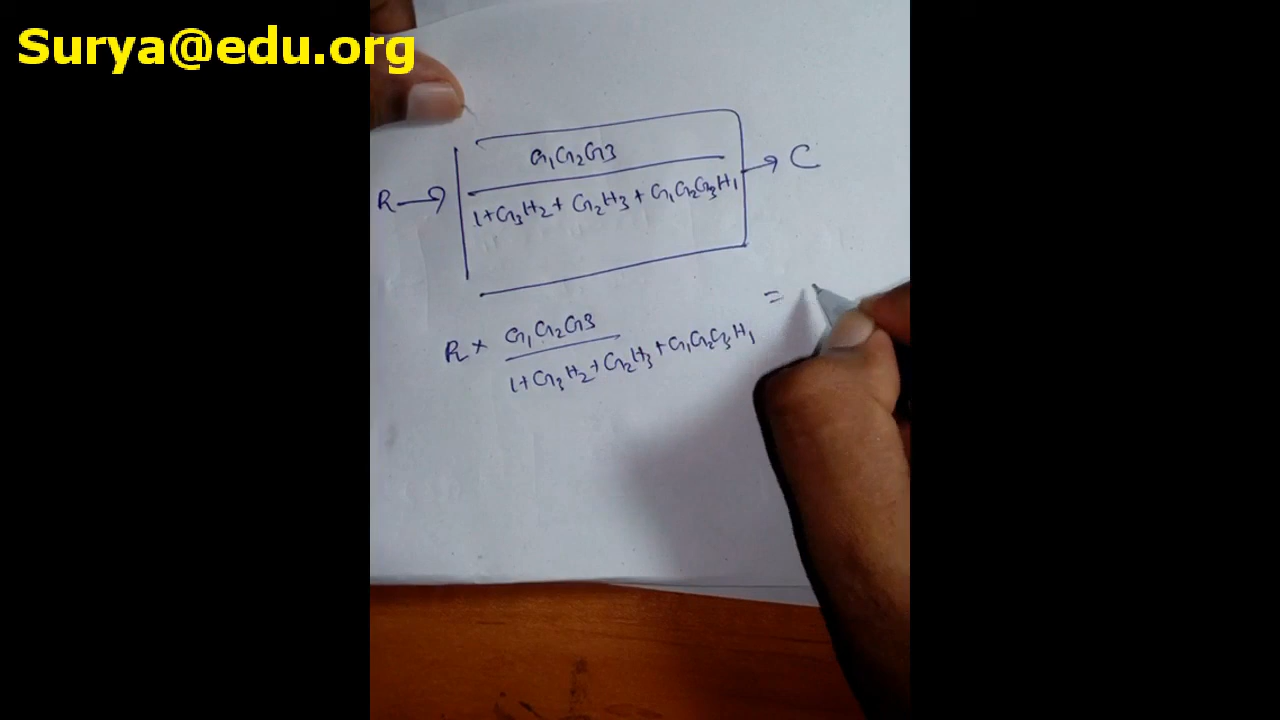 Surya@edu.org
G₁G₂G3
R → 1+G₃H₂+ G₂H₃ + G₁G₂G₃H₁ → C
R × G₁G₂G3 =
1+G₃H₂+G₂H₃+G₁G₂G₃H₁